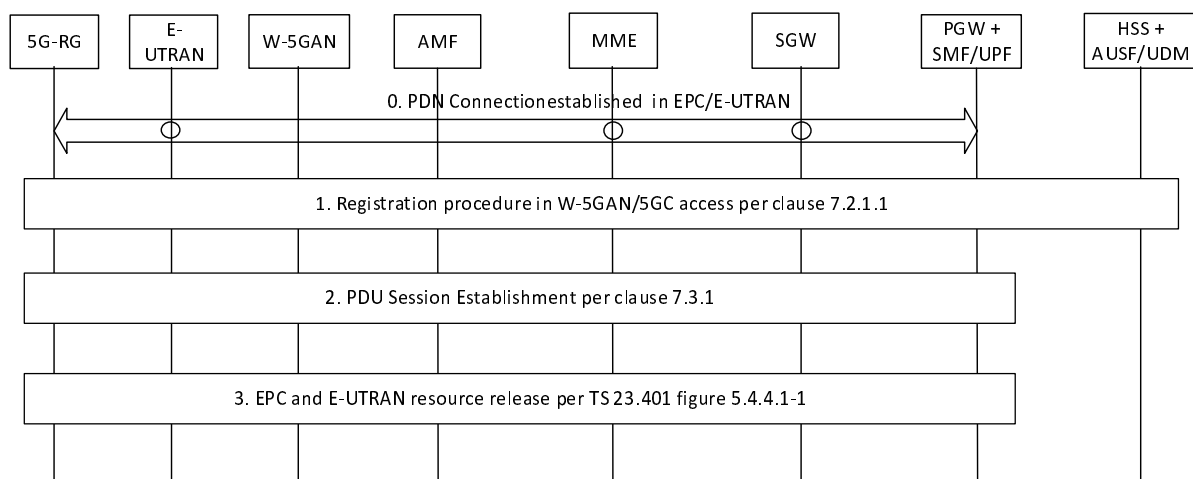 5G-RG
E-
UTRAN
W-5GAN
AMF
MME
SGW
PGW +
SMF/UPF
HSS +
AUSF/UDM
0. PDN Connectionestablished in EPC/E-UTRAN
1. Registration procedure in W-5GAN/5GC access per clause 7.2.1.1
2. PDU Session Establishment per clause 7.3.1
3. EPC and E-UTRAN resource release per TS 23.401 figure 5.4.4.1-1